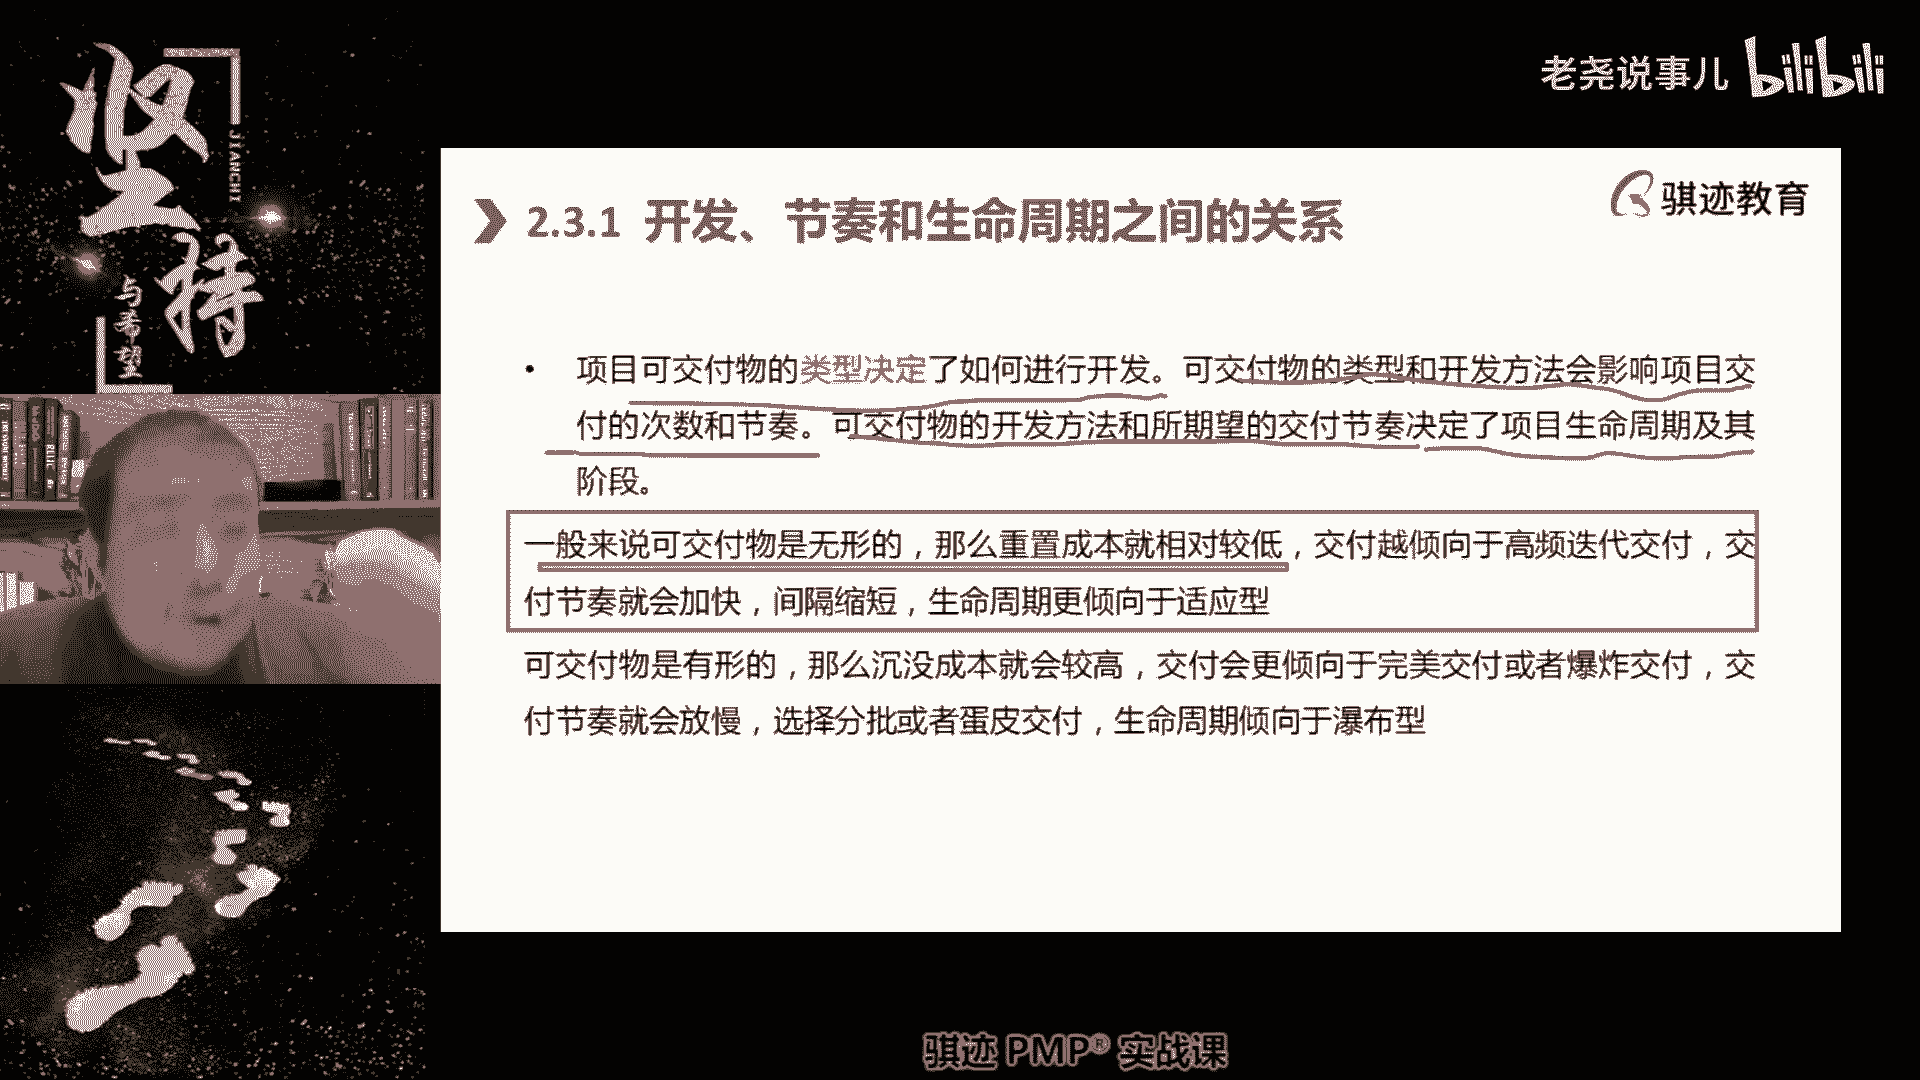 坚持
JIANCHI
与希望
老尧说事儿 bilibili
骐迹教育
2.3.1 开发、节奏和生命周期之间的关系
• 项目可交付物的类型决定了如何进行开发。可交付物的类型和开发方法会影响项目交
付的次数和节奏。可交付物的开发方法和所期望的交付节奏决定了项目生命周期及其
阶段。
一般来说可交付物是无形的，那么重置成本就相对较低，交付越倾向于高频迭代交付，交
付节奏就会加快，间隔缩短，生命周期更倾向于适应型
可交付物是有形的，那么沉没成本就会较高，交付会更倾向于完美交付或者爆炸交付，交
付节奏就会放慢，选择分批或者蛋皮交付，生命周期倾向于瀑布型
骐迹 PMP® 实战课